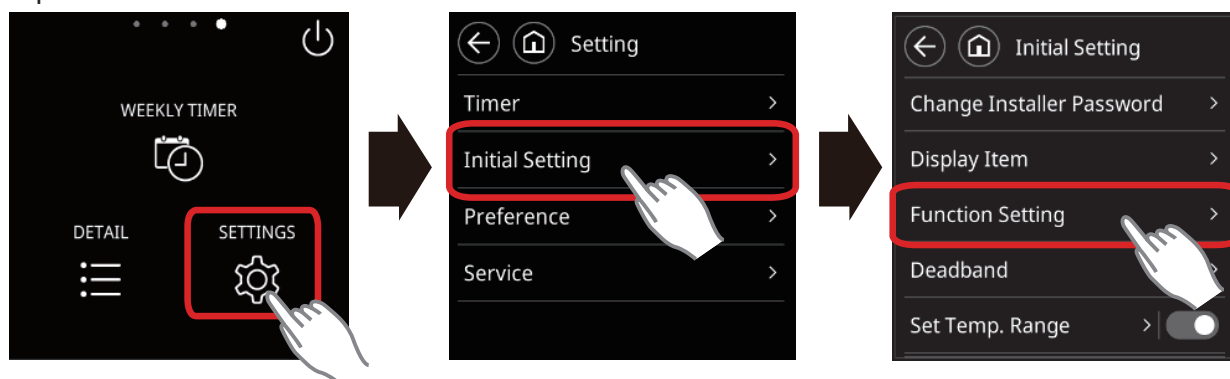 WEEKLY TIMER
DETAIL
SETTINGS
Setting
Timer
Initial Setting
Preference
Service
Initial Setting
Change Installer Password
Display Item
Function Setting
Deadband
Set Temp. Range